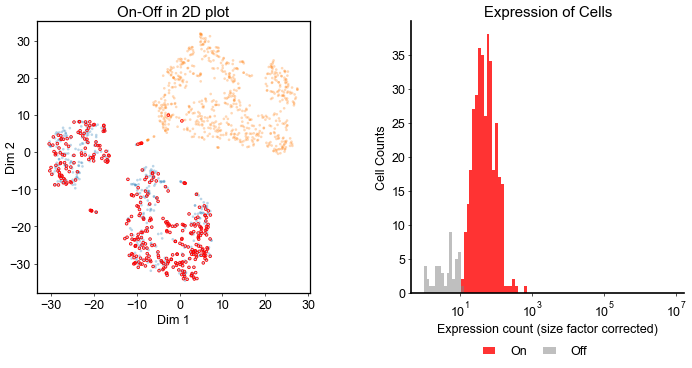 On-Off in 2D plot
30
20
10
0
−10
−20
−30
Dim 2
−30 −20 −10 0 10 20 30
Dim 1
Expression of Cells
35
30
25
20
15
10
5
0
Cell Counts
10^1 10^3 10^5 10^7
Expression count (size factor corrected)
On Off